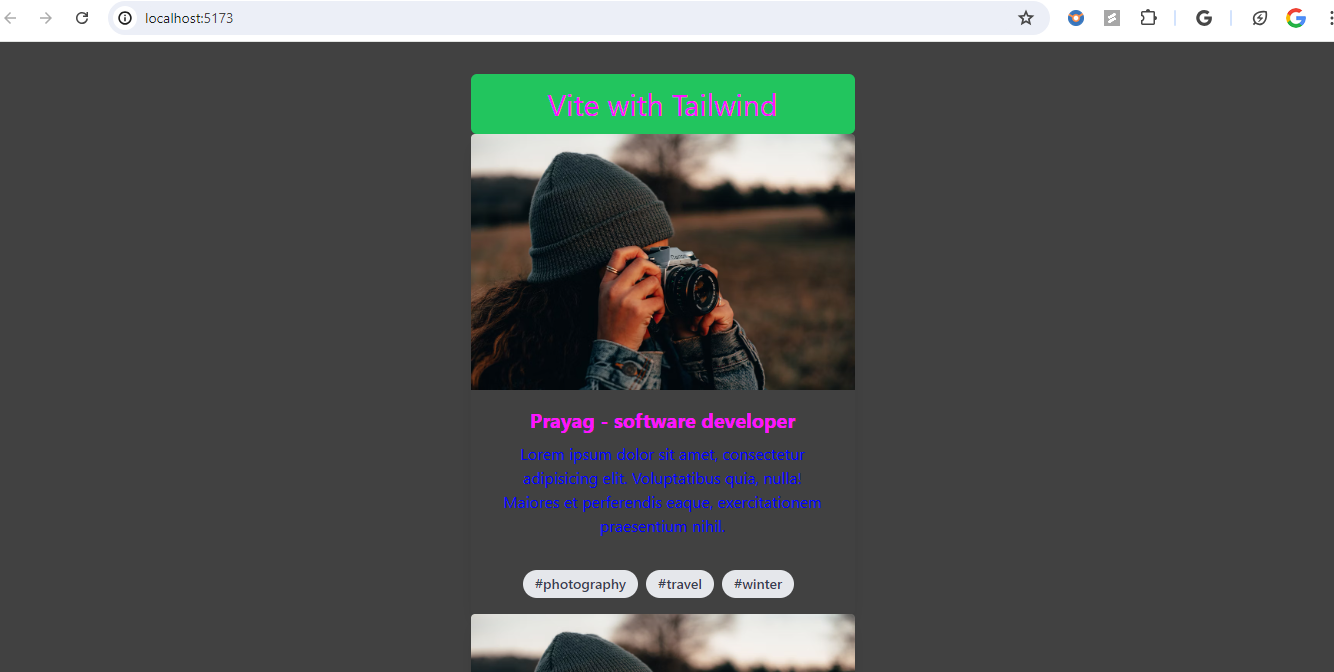 localhost:5173
Vite with Tailwind
Prayag - software developer
Lorem ipsum dolor sit amet, consectetur
adipisicing elit. Voluptatibus quia, nulla!
Maiores et perferendis eaque, exercitationem
praesentium nihil.
#photography #travel #winter